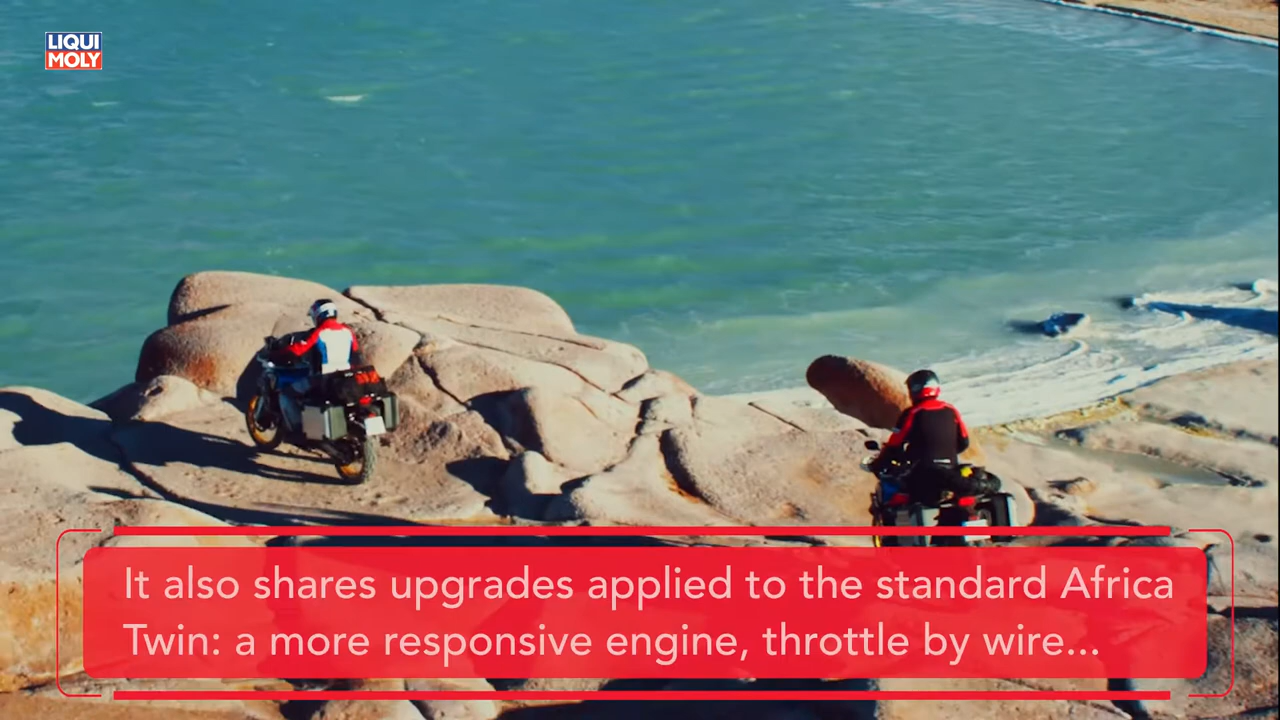 LIQUI
MOLY
It also shares upgrades applied to the standard Africa
Twin: a more responsive engine, throttle by wire...